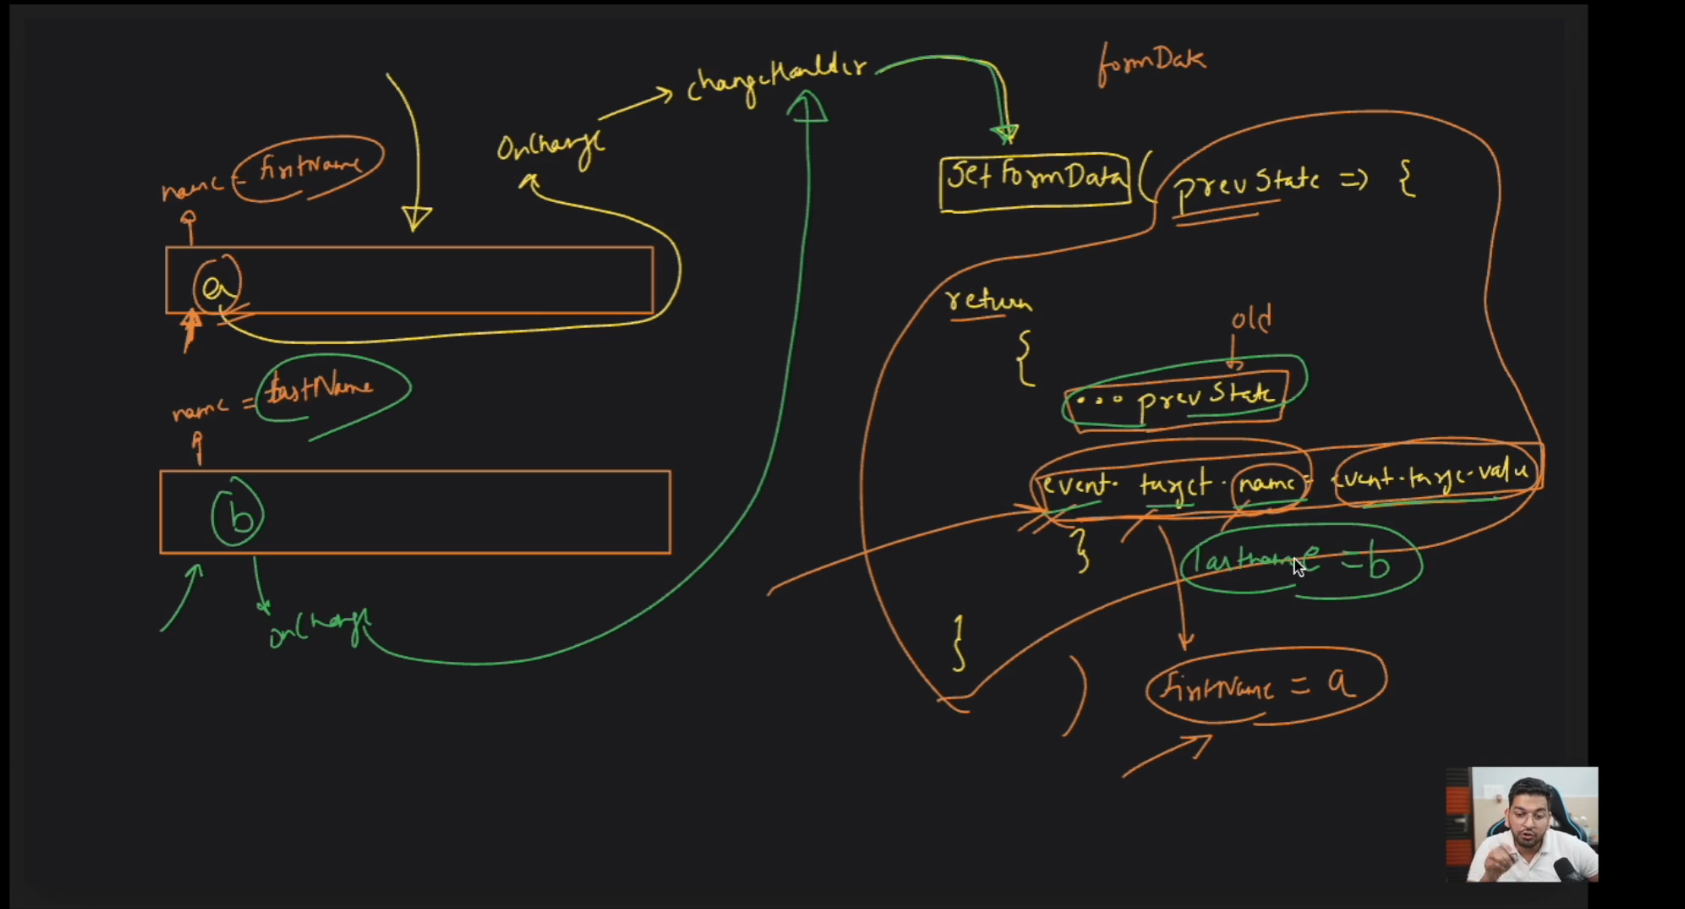 formData
changeHandler
OnChange
name = firstName
setFormData( prevState => {
a
return
old
{
name = lastName
... prevState
event. target . name = event.targe.value
b
}
lastname = b
OnChange
}
)
firstName = a